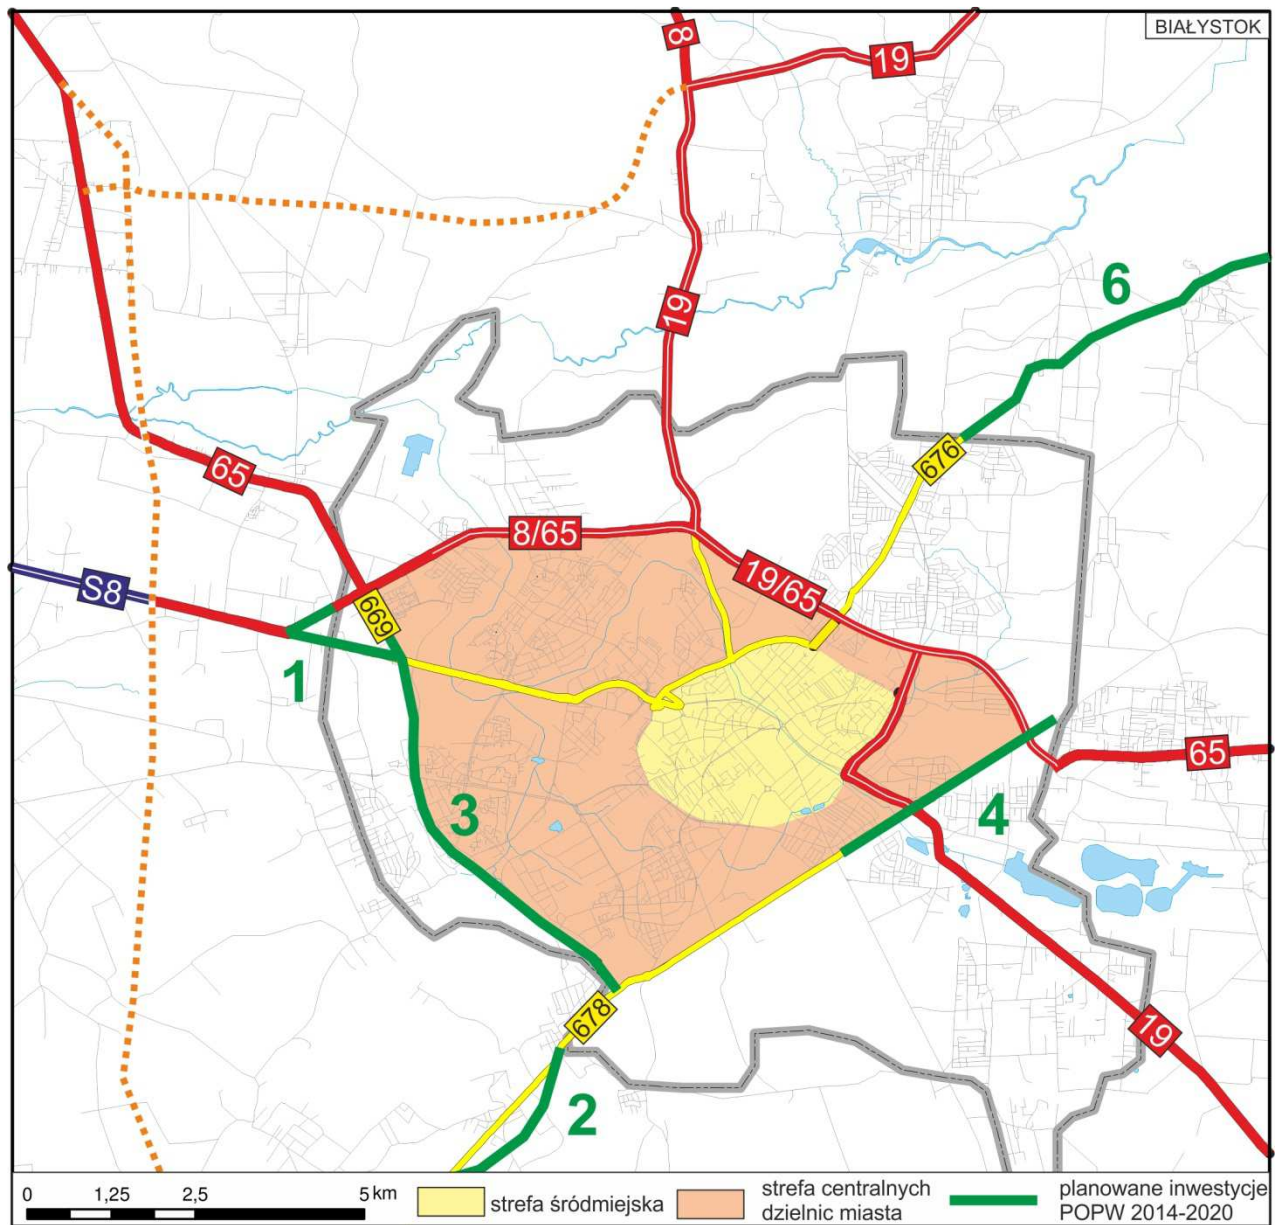 BIAŁYSTOK
8
19
19
6
676
65
8/65
19/65
S8
669
1
65
3
4
678
19
2
0 1,25 2,5 5 km
strefa śródmiejska
strefa centralnych
dzielnic miasta
planowane inwestycje
POPW 2014-2020